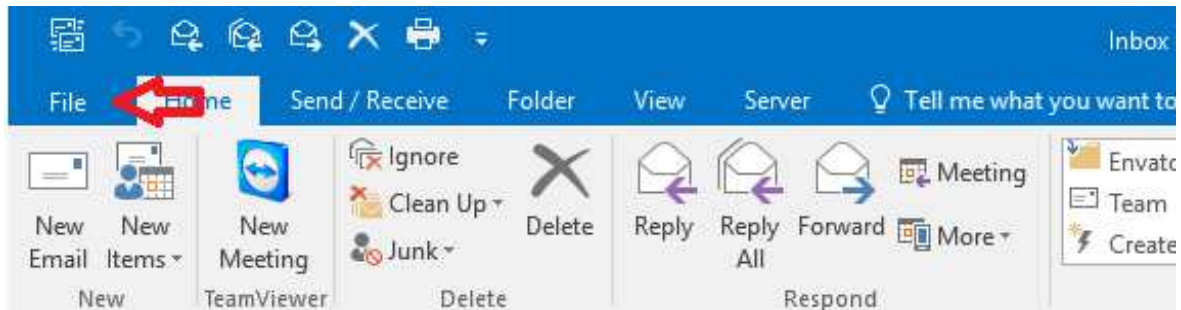 Inbox
File Home Send / Receive Folder View Server Tell me what you want to
Ignore
Clean Up
Junk
New Email
New Items
New Meeting
Delete
Reply
Reply All
Forward
Meeting
More
Envato
Team
Create
New
TeamViewer
Delete
Respond